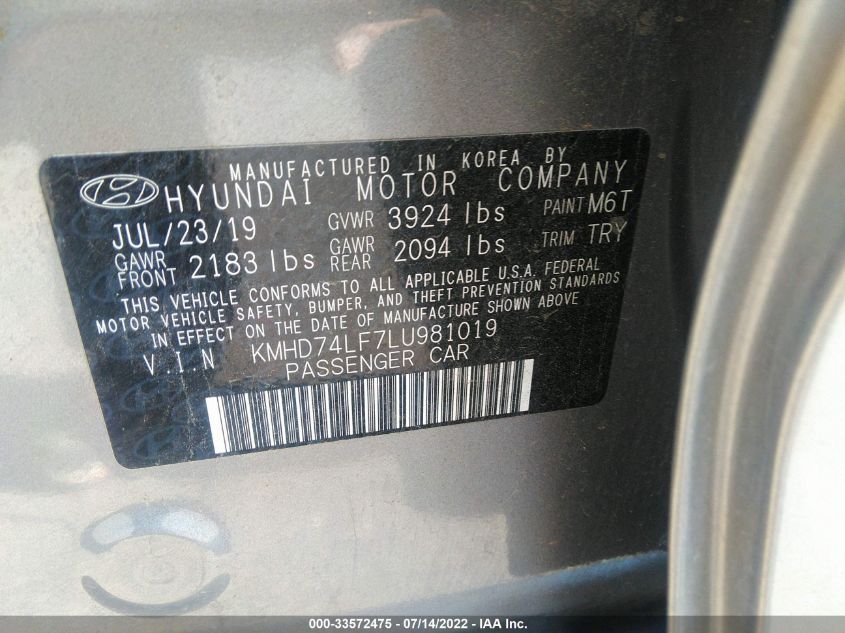 MANUFACTURED IN KOREA BY
HYUNDAI MOTOR COMPANY
JUL/23/19 GVWR 3924 lbs PAINT M6T
GAWR FRONT 2183 lbs GAWR REAR 2094 lbs TRIM TRY
THIS VEHICLE CONFORMS TO ALL APPLICABLE U.S.A. FEDERAL
MOTOR VEHICLE SAFETY, BUMPER, AND THEFT PREVENTION STANDARDS
IN EFFECT ON THE DATE OF MANUFACTURE SHOWN ABOVE
V.I.N KMHD74LF7LU981019
PASSENGER CAR
000-33572475 - 07/14/2022 - IAA Inc.